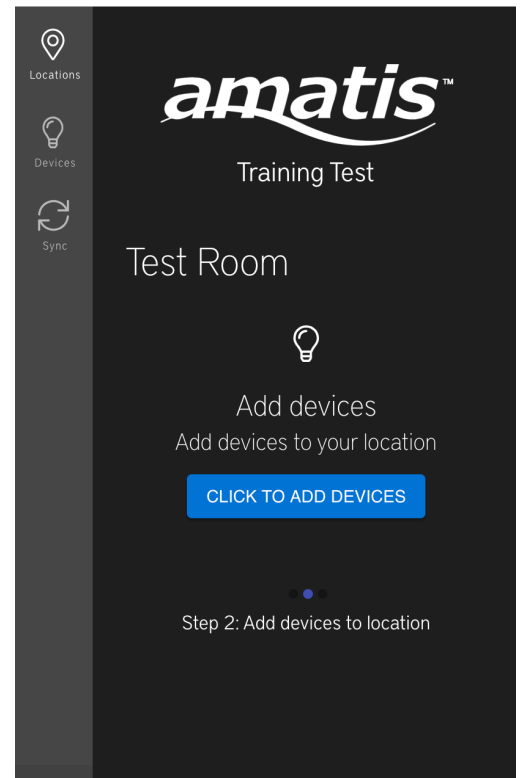 Locations
Devices
Sync
amatis™
Training Test
Test Room
Add devices
Add devices to your location
CLICK TO ADD DEVICES
Step 2: Add devices to location